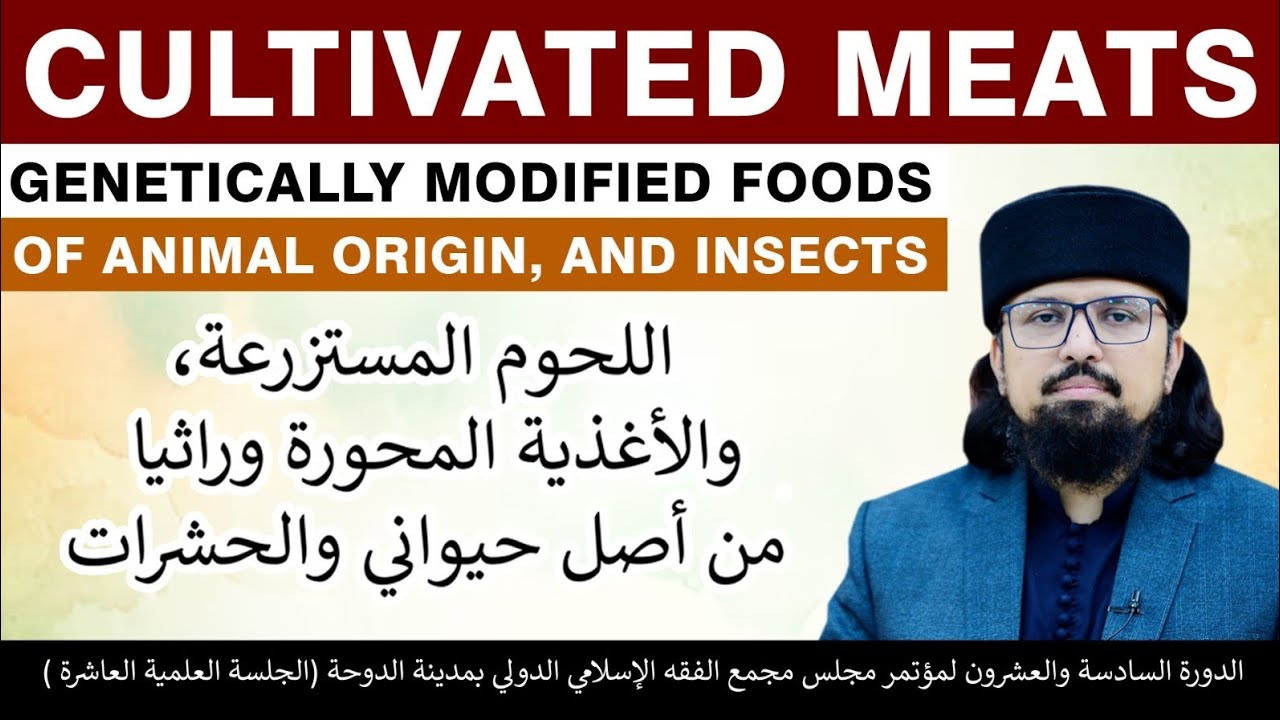 CULTIVATED MEATS
GENETICALLY MODIFIED FOODS
OF ANIMAL ORIGIN, AND INSECTS
اللحوم المستزرعة،
والأغذية المحورة وراثيا
من أصل حيواني والحشرات
الدورة السادسة والعشرون لمؤتمر مجلس مجمع الفقه الإسلامي الدولي بمدينة الدوحة (الجلسة العلمية العاشرة )